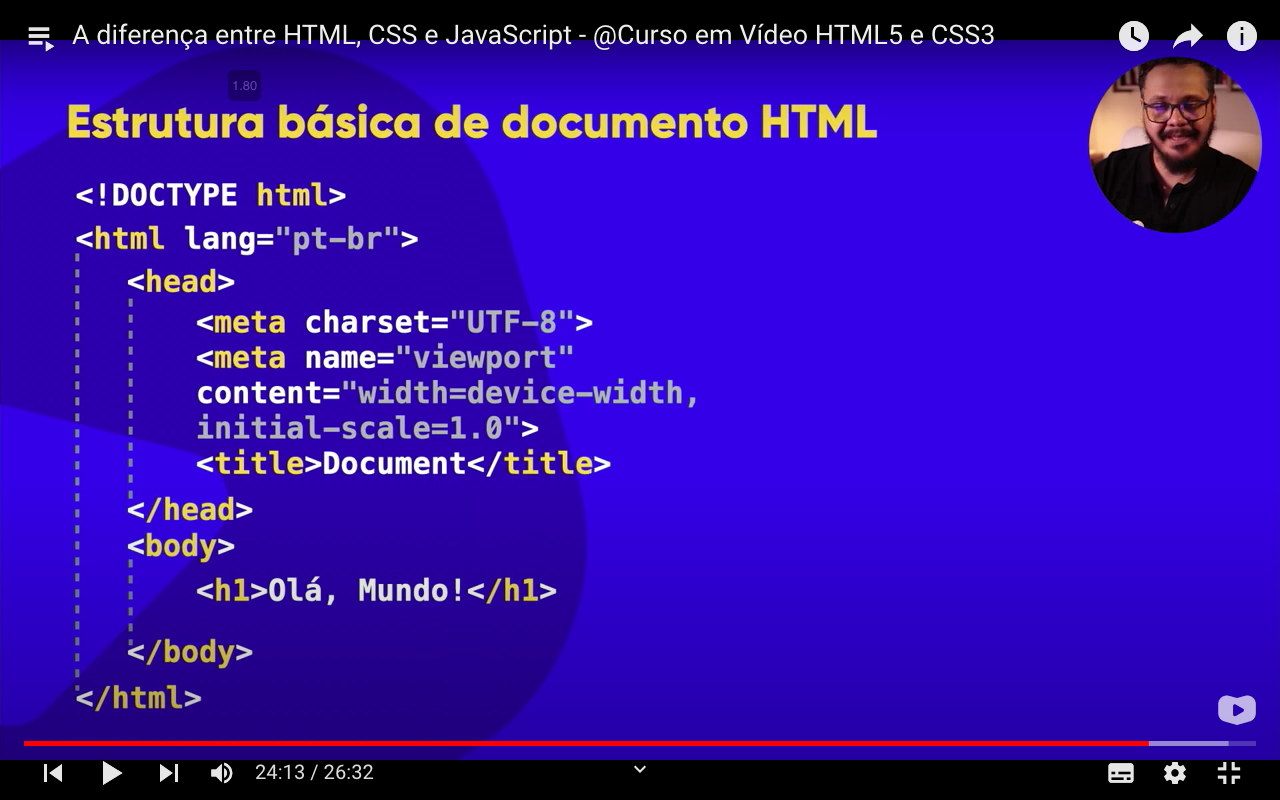 A diferença entre HTML, CSS e JavaScript - @Curso em Vídeo HTML5 e CSS3
1.80
Estrutura básica de documento HTML
<!DOCTYPE html>
<html lang="pt-br">
<head>
<meta charset="UTF-8">
<meta name="viewport"
content="width=device-width,
initial-scale=1.0">
<title>Document</title>
</head>
<body>
<h1>Olá, Mundo!</h1>
</body>
</html>
24:13 / 26:32